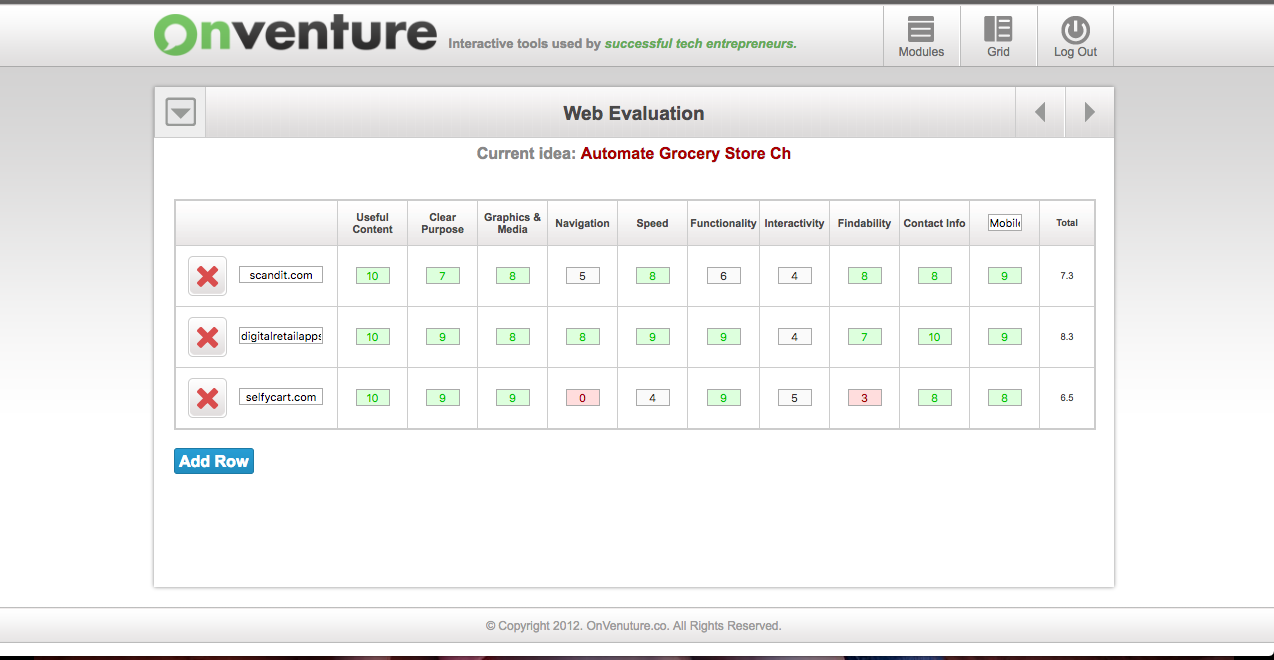 Onventure Interactive tools used by successful tech entrepreneurs.
Modules Grid Log Out
Web Evaluation
Current idea: Automate Grocery Store Ch
Useful Content Clear Purpose Graphics & Media Navigation Speed Functionality Interactivity Findability Contact Info Mobile Total
scandit.com 10 7 8 5 8 6 4 8 8 9 7.3
digitalretailapps 10 9 8 8 9 9 4 7 10 9 8.3
selfycart.com 10 9 9 0 4 9 5 3 8 8 6.5
Add Row
© Copyright 2012. OnVenuture.co. All Rights Reserved.